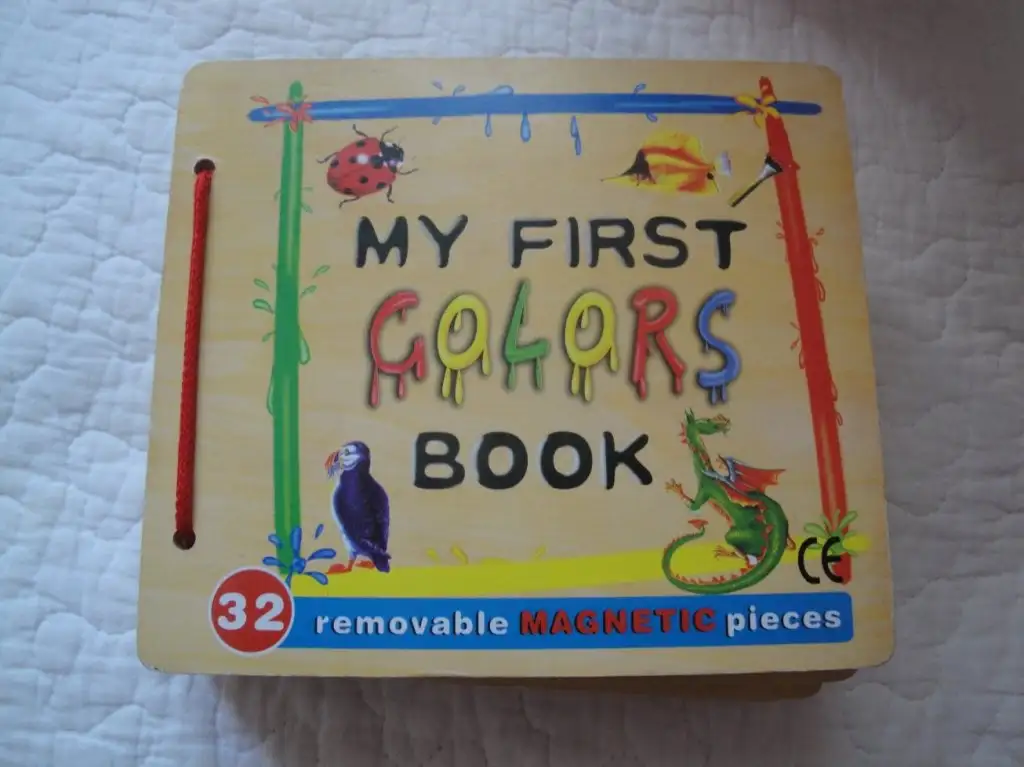 MY FIRST
COLORS
BOOK
CE
32 removable MAGNETIC pieces